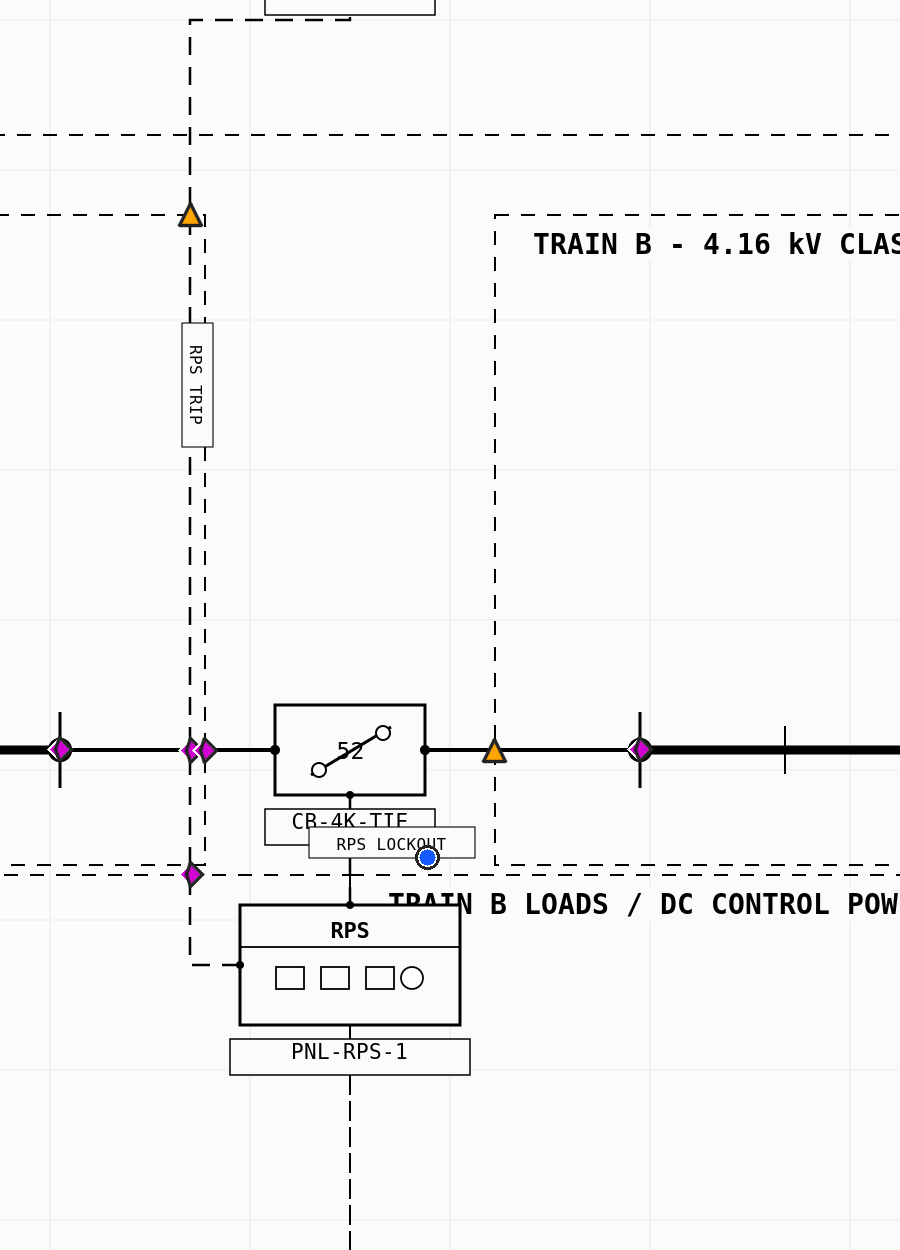 TRAIN B - 4.16 kV CLAS
RPS TRIP
52
CB-4K-TIE
RPS LOCKOUT
TRAIN B LOADS / DC CONTROL POW
RPS
PNL-RPS-1